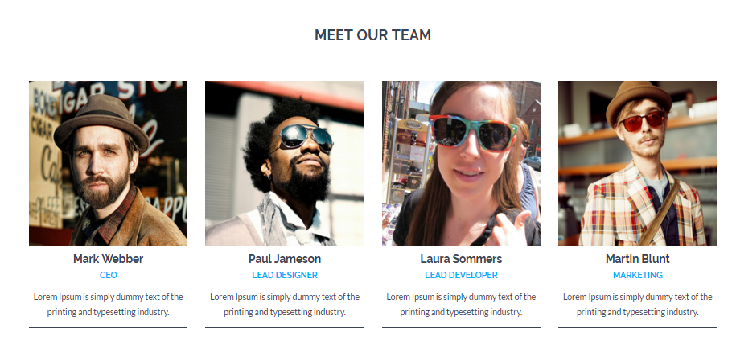 MEET OUR TEAM
CIGAR STO
CIGAR
Mark Webber
CEO
Lorem Ipsum is simply dummy text of the
printing and typesetting industry.
Paul Jameson
LEAD DESIGNER
Lorem Ipsum is simply dummy text of the
printing and typesetting industry.
Laura Sommers
LEAD DEVELOPER
Lorem Ipsum is simply dummy text of the
printing and typesetting industry.
Martin Blunt
MARKETING
Lorem Ipsum is simply dummy text of the
printing and typesetting industry.